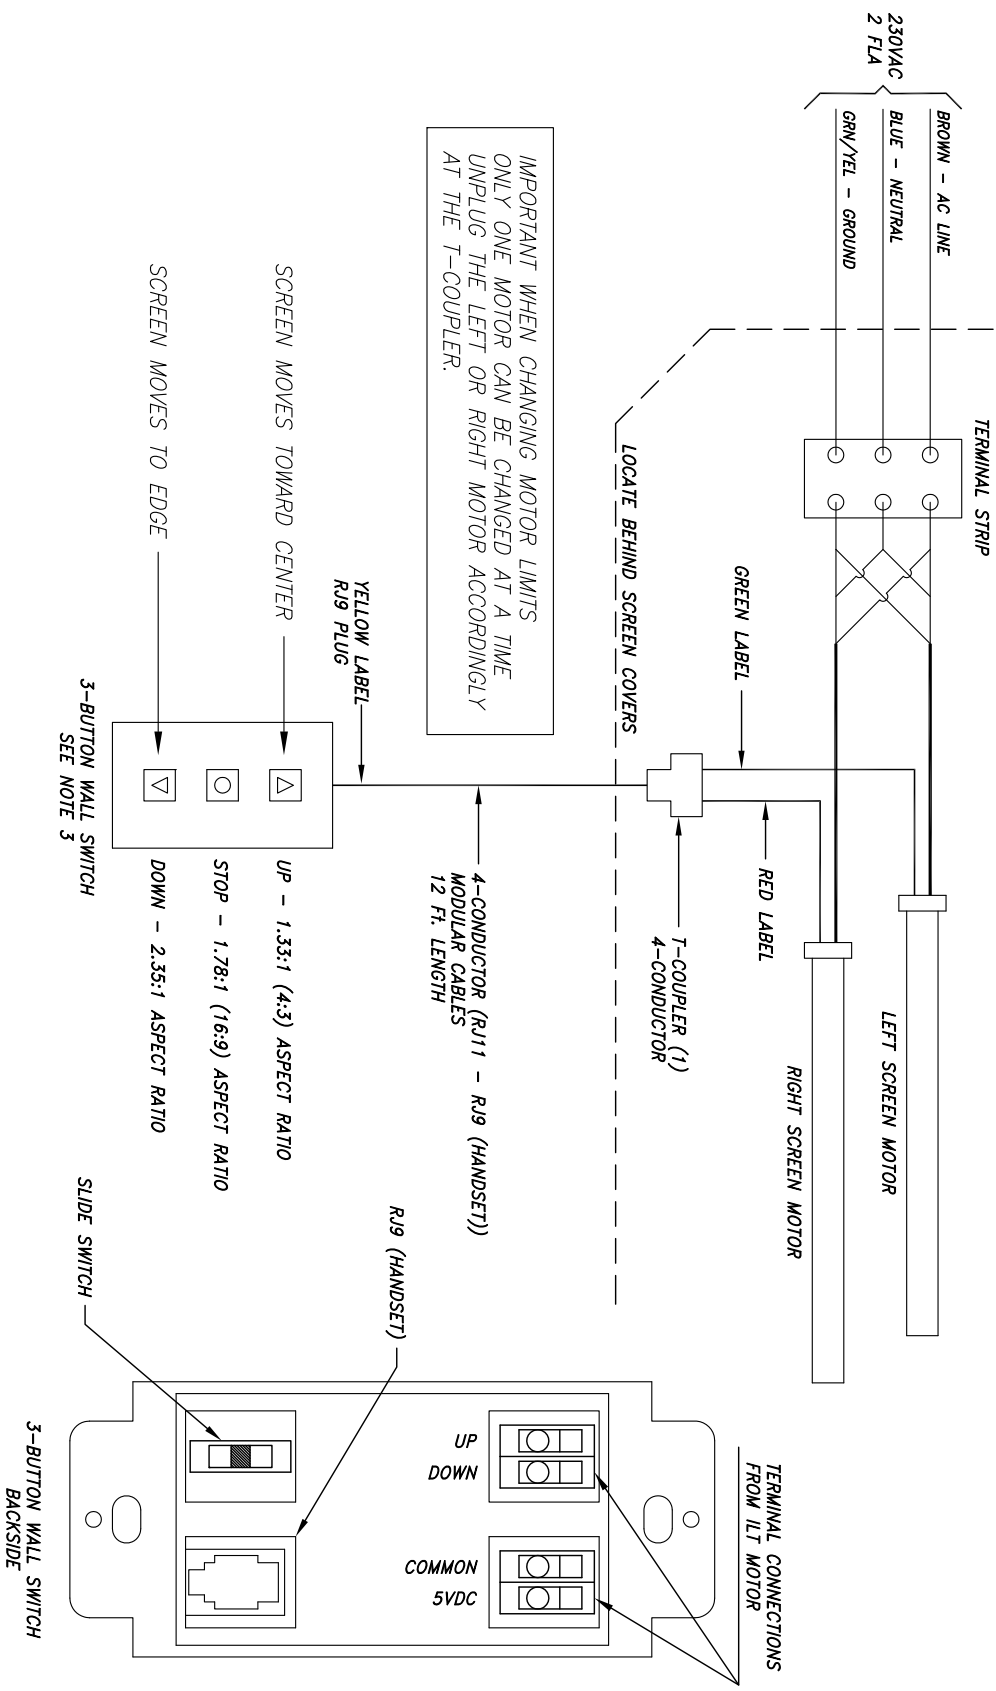 230VAC
2 FLA
BROWN - AC LINE
BLUE - NEUTRAL
GRN/YEL - GROUND
TERMINAL STRIP
LOCATE BEHIND SCREEN COVERS
GREEN LABEL
RED LABEL
LEFT SCREEN MOTOR
RIGHT SCREEN MOTOR
T-COUPLER (1)
4-CONDUCTOR
IMPORTANT WHEN CHANGING MOTOR LIMITS
ONLY ONE MOTOR CAN BE CHANGED AT A TIME
UNPLUG THE LEFT OR RIGHT MOTOR ACCORDINGLY
AT THE T-COUPLER.
YELLOW LABEL
RJ9 PLUG
4-CONDUCTOR (RJ11 - RJ9 (HANDSET))
MODULAR CABLES
12 Ft. LENGTH
SCREEN MOVES TOWARD CENTER
SCREEN MOVES TO EDGE
UP - 1.33:1 (4:3) ASPECT RATIO
STOP - 1.78:1 (16:9) ASPECT RATIO
DOWN - 2.35:1 ASPECT RATIO
3-BUTTON WALL SWITCH
SEE NOTE 3
TERMINAL CONNECTIONS
FROM ILT MOTOR
UP
DOWN
COMMON
5VDC
RJ9 (HANDSET)
SLIDE SWITCH
3-BUTTON WALL SWITCH
BACKSIDE